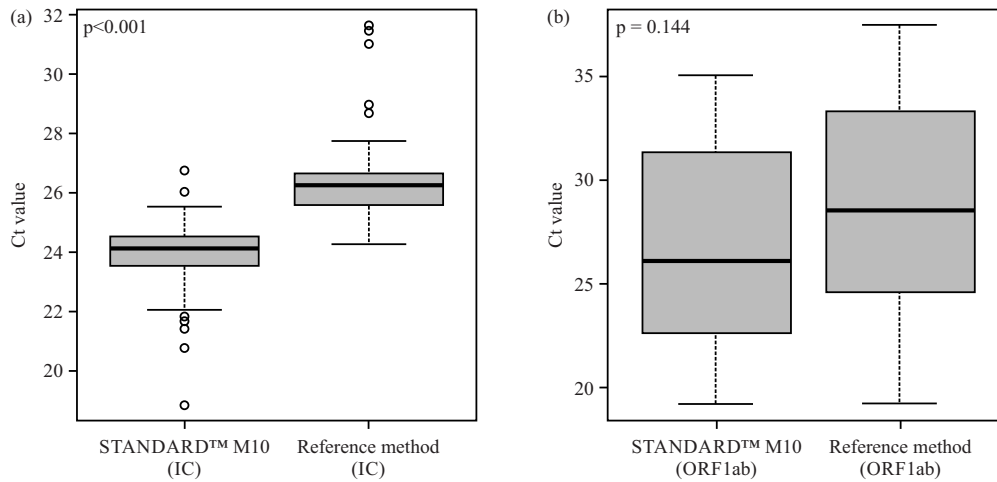 (a)
p<0.001
32
30
28
26
24
22
20
Ct value
STANDARD™ M10
(IC)
Reference method
(IC)
(b)
p = 0.144
35
30
25
20
Ct value
STANDARD™ M10
(ORF1ab)
Reference method
(ORF1ab)